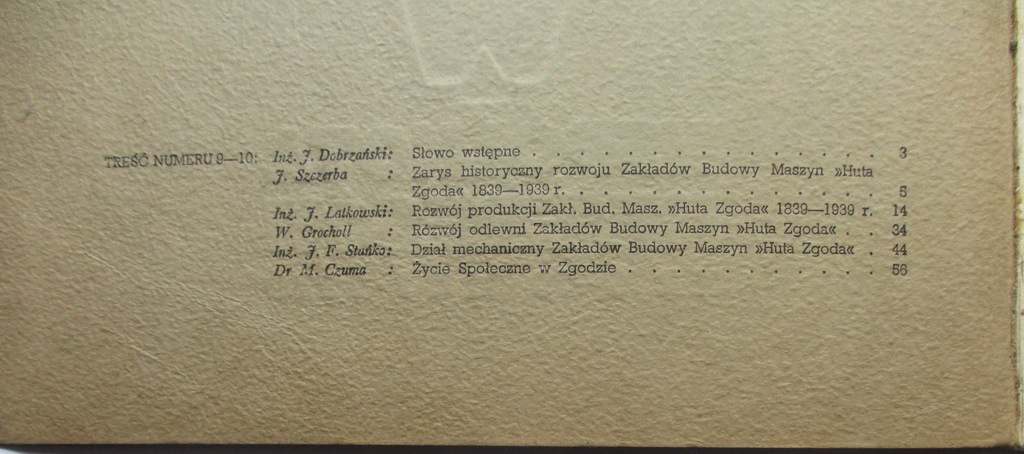 TREŚĆ NUMERU 9—10: Inż. J. Dobrzański: Słowo wstępne . . . . . . . . . . . . . . . . 3
J. Szczerba : Zarys historyczny rozwoju Zakładów Budowy Maszyn »Huta
Zgoda« 1839—1939 r. . . . . . . . . . . . . . . 5
Inż. J. Latkowski: Rozwój produkcji Zakł. Bud. Masz. »Huta Zgoda« 1839—1939 r. 14
W. Grocholl : Rózwój odlewni Zakładów Budowy Maszyn »Huta Zgoda« . . 34
Inż. J. F. Stańko: Dział mechaniczny Zakładów Budowy Maszyn »Huta Zgoda« . 44
Dr M. Czuma : Życie Społeczne w Zgodzie . . . . . . . . . . . 56